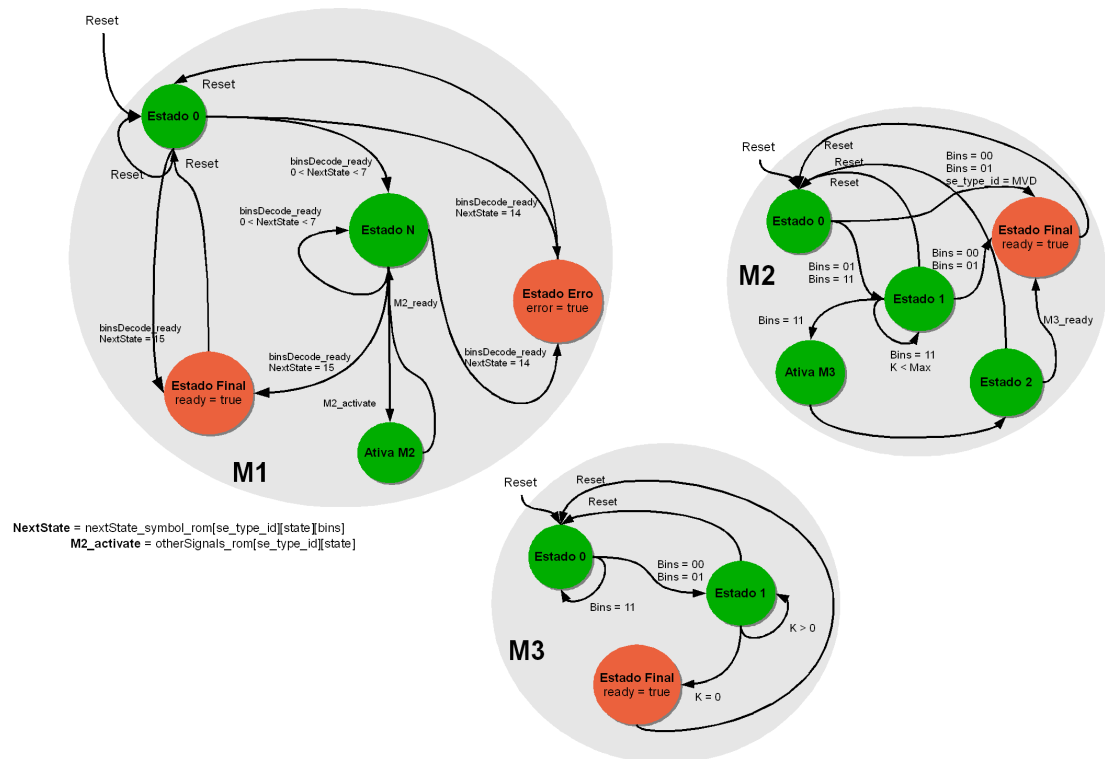 Reset
Reset
Estado 0
Reset
Reset
binsDecode_ready
0 < NextState < 7
binsDecode_ready
0 < NextState < 7
binsDecode_ready
NextState = 14
Estado N
Estado Erro
error = true
M2_ready
binsDecode_ready
NextState = 15
binsDecode_ready
NextState = 15
binsDecode_ready
NextState = 14
Estado Final
ready = true
M2_activate
Ativa M2
M1
NextState = nextState_symbol_rom[se_type_id][state][bins]
M2_activate = otherSignals_rom[se_type_id][state]
Reset
Reset
Reset
Reset
Bins = 00
Bins = 01
se_type_id = MVD
Estado 0
Estado Final
ready = true
M2
Bins = 01
Bins = 11
Bins = 00
Bins = 01
Estado 1
Bins = 11
M3_ready
Bins = 11
K < Max
Ativa M3
Estado 2
Reset
Reset
Reset
Estado 0
Bins = 00
Bins = 01
Estado 1
Bins = 11
K > 0
M3
Estado Final
ready = true
K = 0